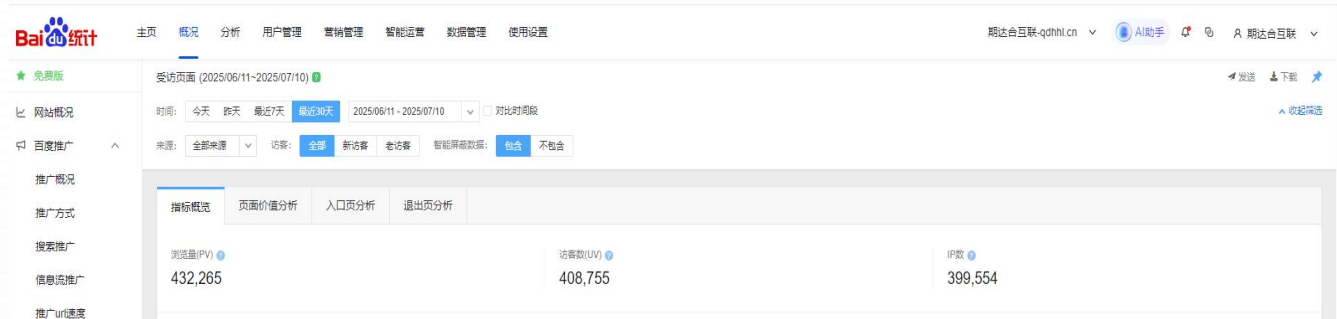 Bai du 统计 主页 概况 分析 用户管理 营销管理 智能运营 数据管理 使用设置 期达合互联-qdhhl.cn AI助手 期达合互联
免费版 受访页面 (2025/06/11~2025/07/10) ? 发送 下载
网站概况 时间: 今天 昨天 最近7天 最近30天 2025/06/11 - 2025/07/10 对比时间段 收起筛选
百度推广 来源: 全部来源 访客: 全部 新访客 老访客 智能屏蔽数据: 包含 不包含
推广概况
推广方式 指标概览 页面价值分析 入口页分析 退出页分析
搜索推广 浏览量(PV) ? 访客数(UV) ? IP数 ?
信息流推广 432,265 408,755 399,554
推广url速度